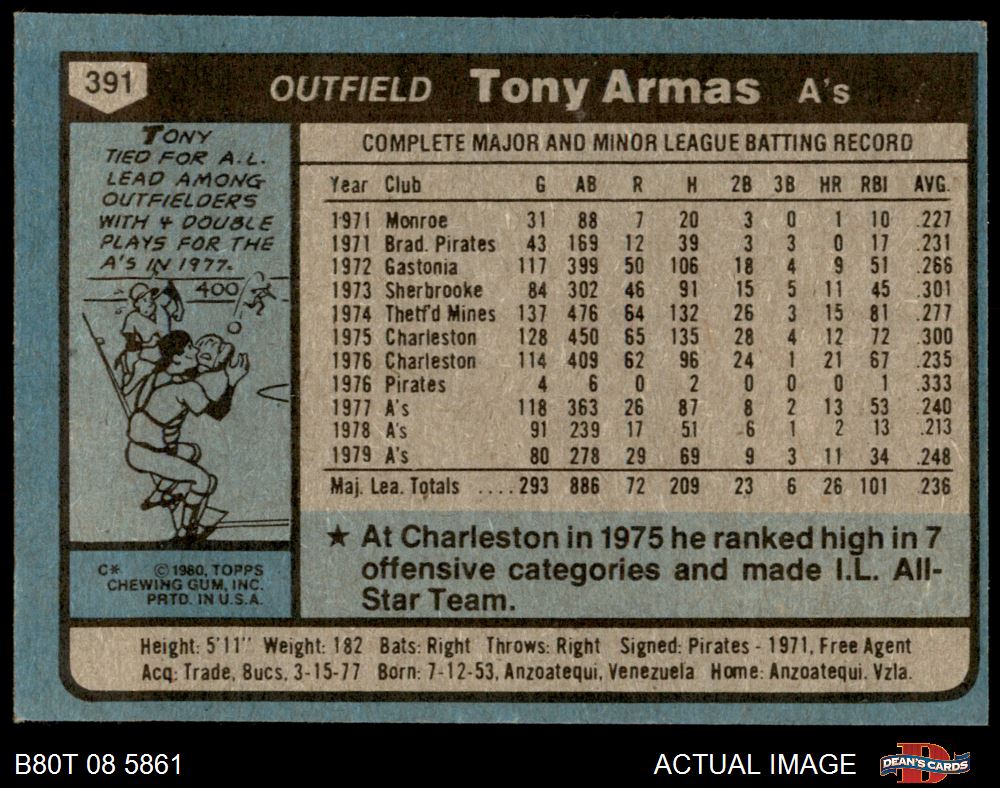 391 OUTFIELD Tony Armas A's
TONY
TIED FOR A.L.
LEAD AMONG
OUTFIELDERS
WITH 4 DOUBLE
PLAYS FOR THE
A'S IN 1977.
400
C* © 1980, TOPPS
CHEWING GUM, INC.
PRTD. IN U.S.A.
COMPLETE MAJOR AND MINOR LEAGUE BATTING RECORD
Year Club G AB R H 2B 3B HR RBI AVG.
1971 Monroe 31 88 7 20 3 0 1 10 .227
1971 Brad. Pirates 43 169 12 39 3 3 0 17 .231
1972 Gastonia 117 399 50 106 18 4 9 51 .266
1973 Sherbrooke 84 302 46 91 15 5 11 45 .301
1974 Thetf'd Mines 137 476 64 132 26 3 15 81 .277
1975 Charleston 128 450 65 135 28 4 12 72 .300
1976 Charleston 114 409 62 96 24 1 21 67 .235
1976 Pirates 4 6 0 2 0 0 0 1 .333
1977 A's 118 363 26 87 8 2 13 53 .240
1978 A's 91 239 17 51 6 1 2 13 .213
1979 A's 80 278 29 69 9 3 11 34 .248
Maj. Lea. Totals ....293 886 72 209 23 6 26 101 .236
★ At Charleston in 1975 he ranked high in 7
offensive categories and made I.L. All-
Star Team.
Height: 5'11" Weight: 182 Bats: Right Throws: Right Signed: Pirates - 1971, Free Agent
Acq: Trade, Bucs, 3-15-77 Born: 7-12-53, Anzoatequi, Venezuela Home: Anzoatequi. Vzla.
B80T 08 5861 ACTUAL IMAGE DEAN'S CARDS